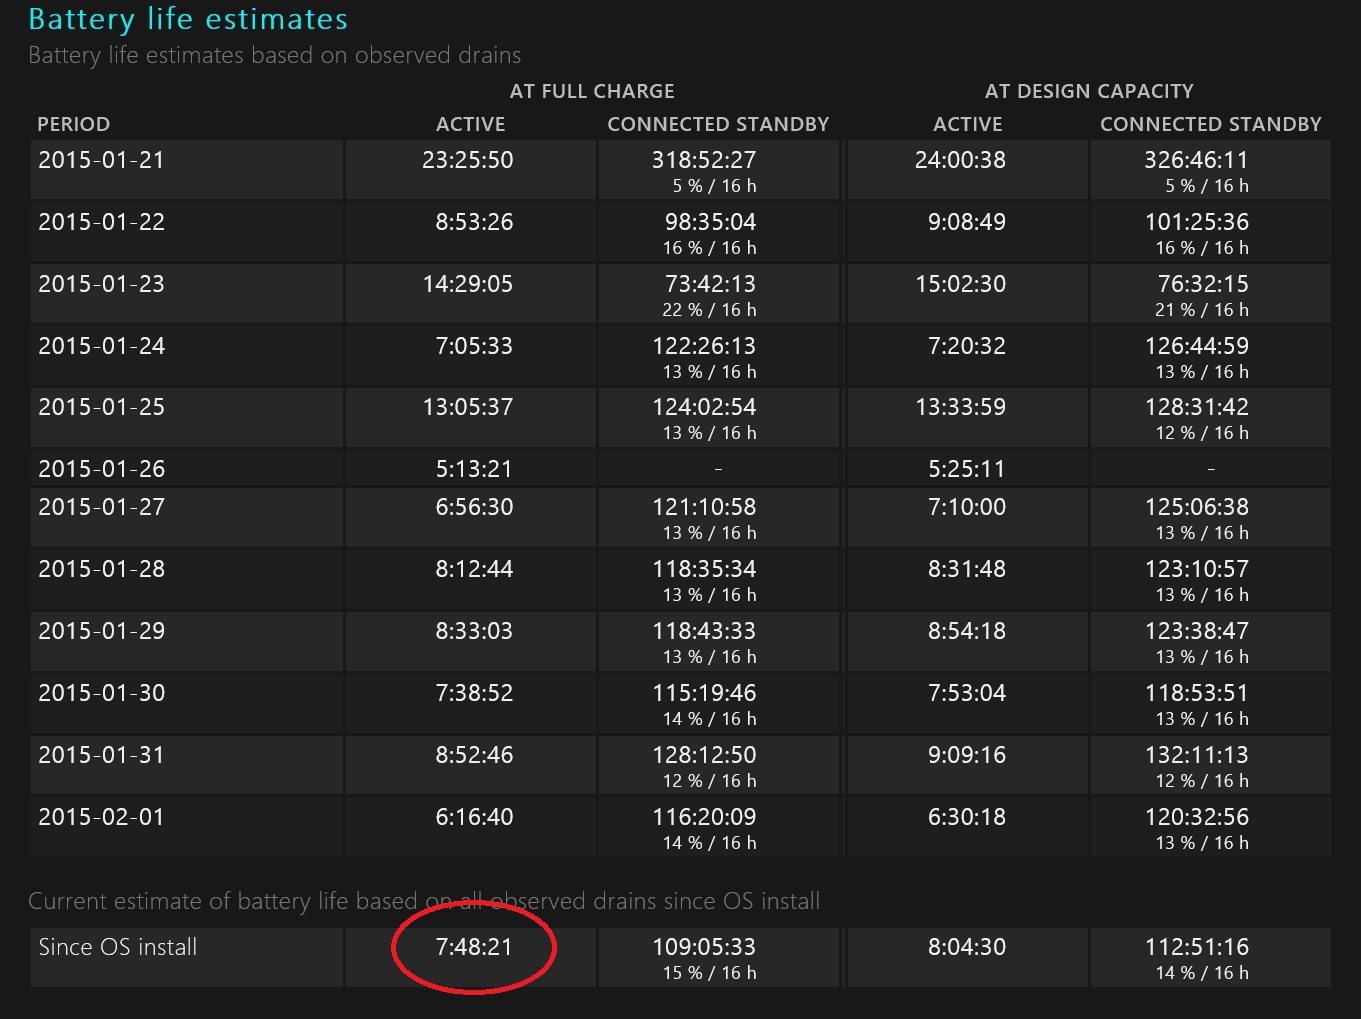 Battery life estimates
Battery life estimates based on observed drains
AT FULL CHARGE AT DESIGN CAPACITY
PERIOD ACTIVE CONNECTED STANDBY ACTIVE CONNECTED STANDBY
2015-01-21 23:25:50 318:52:27 24:00:38 326:46:11
5 % / 16 h 5 % / 16 h
2015-01-22 8:53:26 98:35:04 9:08:49 101:25:36
16 % / 16 h 16 % / 16 h
2015-01-23 14:29:05 73:42:13 15:02:30 76:32:15
22 % / 16 h 21 % / 16 h
2015-01-24 7:05:33 122:26:13 7:20:32 126:44:59
13 % / 16 h 13 % / 16 h
2015-01-25 13:05:37 124:02:54 13:33:59 128:31:42
13 % / 16 h 12 % / 16 h
2015-01-26 5:13:21 - 5:25:11 -
2015-01-27 6:56:30 121:10:58 7:10:00 125:06:38
13 % / 16 h 13 % / 16 h
2015-01-28 8:12:44 118:35:34 8:31:48 123:10:57
13 % / 16 h 13 % / 16 h
2015-01-29 8:33:03 118:43:33 8:54:18 123:38:47
13 % / 16 h 13 % / 16 h
2015-01-30 7:38:52 115:19:46 7:53:04 118:53:51
14 % / 16 h 13 % / 16 h
2015-01-31 8:52:46 128:12:50 9:09:16 132:11:13
12 % / 16 h 12 % / 16 h
2015-02-01 6:16:40 116:20:09 6:30:18 120:32:56
14 % / 16 h 13 % / 16 h
Current estimate of battery life based on all observed drains since OS install
Since OS install 7:48:21 109:05:33 8:04:30 112:51:16
15 % / 16 h 14 % / 16 h